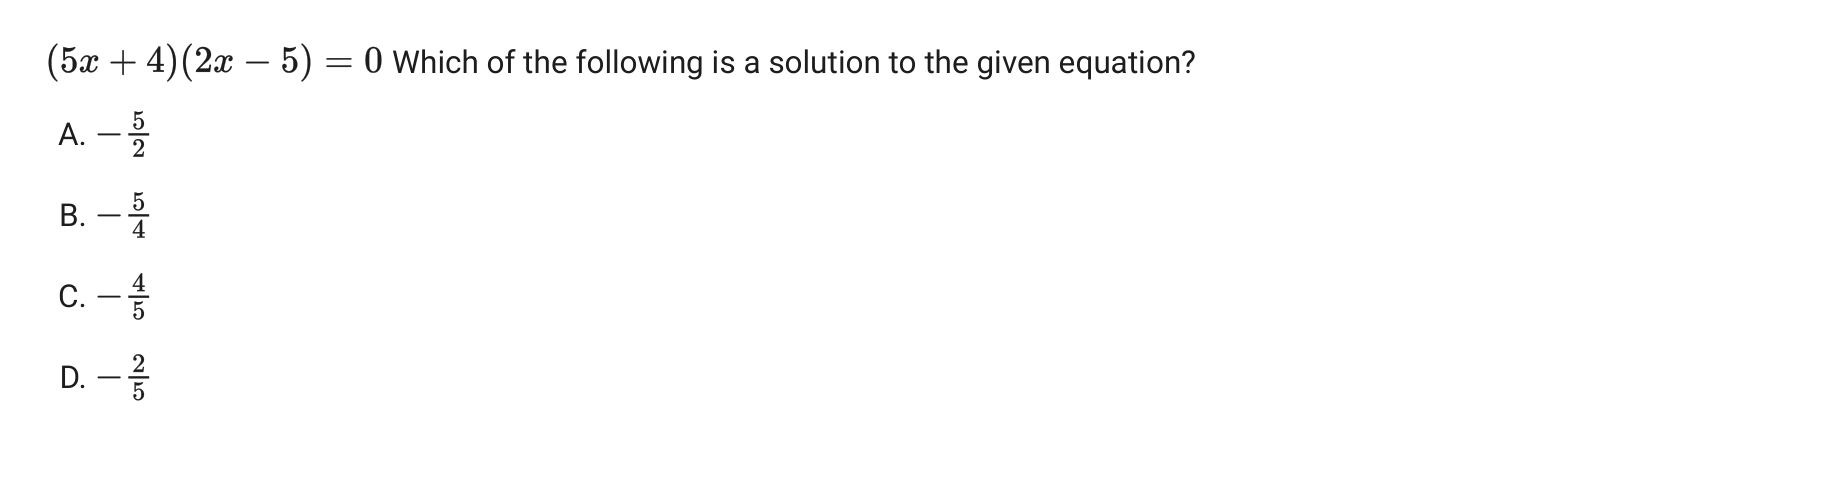 (5x + 4)(2x − 5) = 0 Which of the following is a solution to the given equation?
A. −5/2
B. −5/4
C. −4/5
D. −2/5